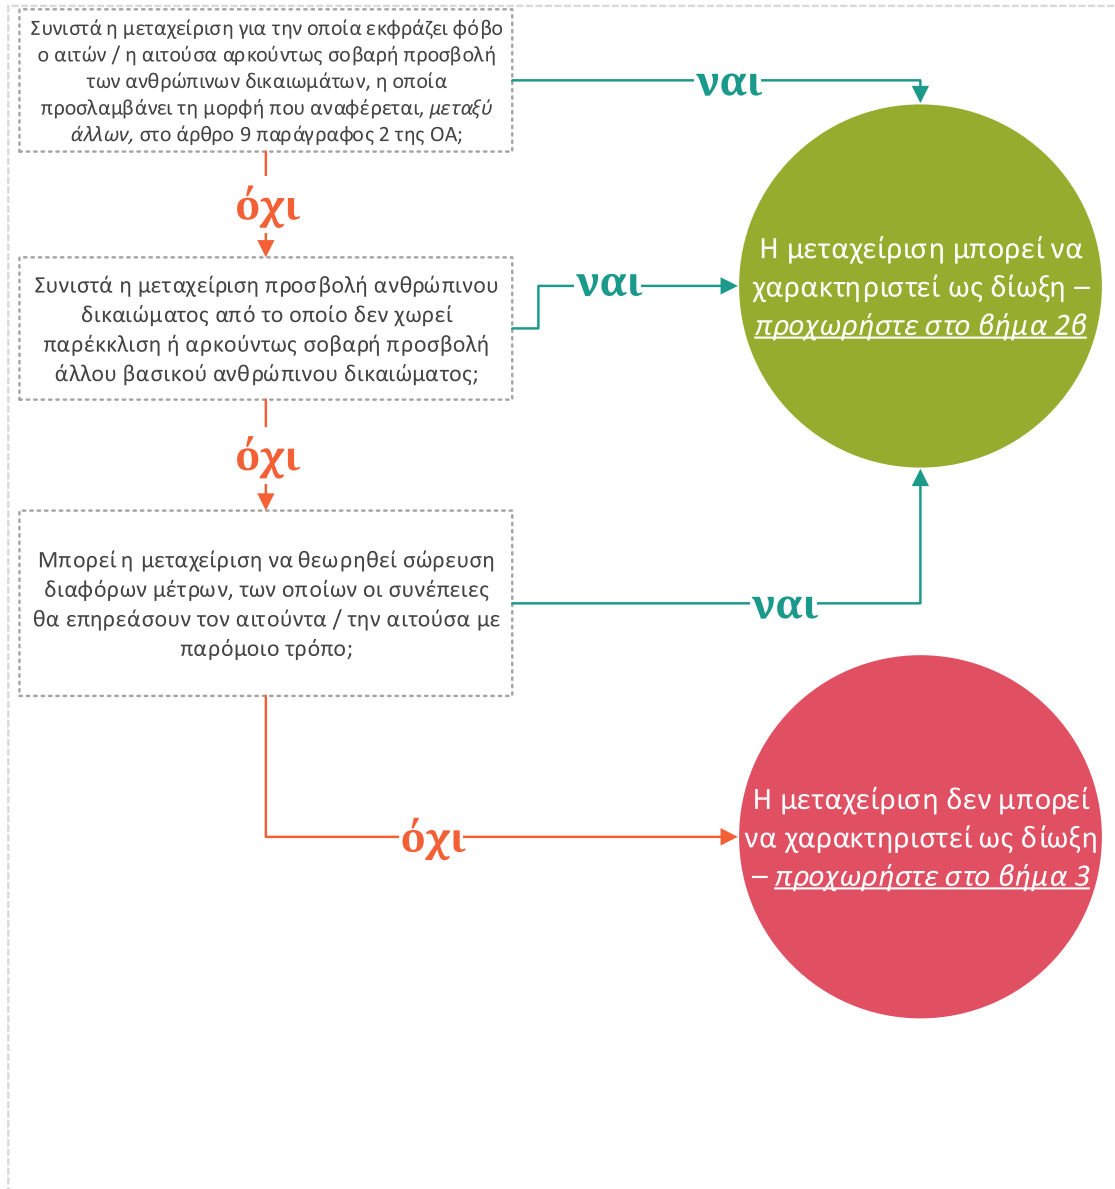 Συνιστά η μεταχείριση για την οποία εκφράζει φόβο
ο αιτών / η αιτούσα αρκούντως σοβαρή προσβολή
των ανθρώπινων δικαιωμάτων, η οποία
προσλαμβάνει τη μορφή που αναφέρεται, μεταξύ
άλλων, στο άρθρο 9 παράγραφος 2 της ΟΑ;
ναι
όχι
Συνιστά η μεταχείριση προσβολή ανθρώπινου
δικαιώματος από το οποίο δεν χωρεί
παρέκκλιση ή αρκούντως σοβαρή προσβολή
άλλου βασικού ανθρώπινου δικαιώματος;
ναι
Η μεταχείριση μπορεί να
χαρακτηριστεί ως δίωξη –
προχωρήστε στο βήμα 2β
όχι
Μπορεί η μεταχείριση να θεωρηθεί σώρευση
διαφόρων μέτρων, των οποίων οι συνέπειες
θα επηρεάσουν τον αιτούντα / την αιτούσα με
παρόμοιο τρόπο;
ναι
όχι
Η μεταχείριση δεν μπορεί
να χαρακτηριστεί ως δίωξη
– προχωρήστε στο βήμα 3